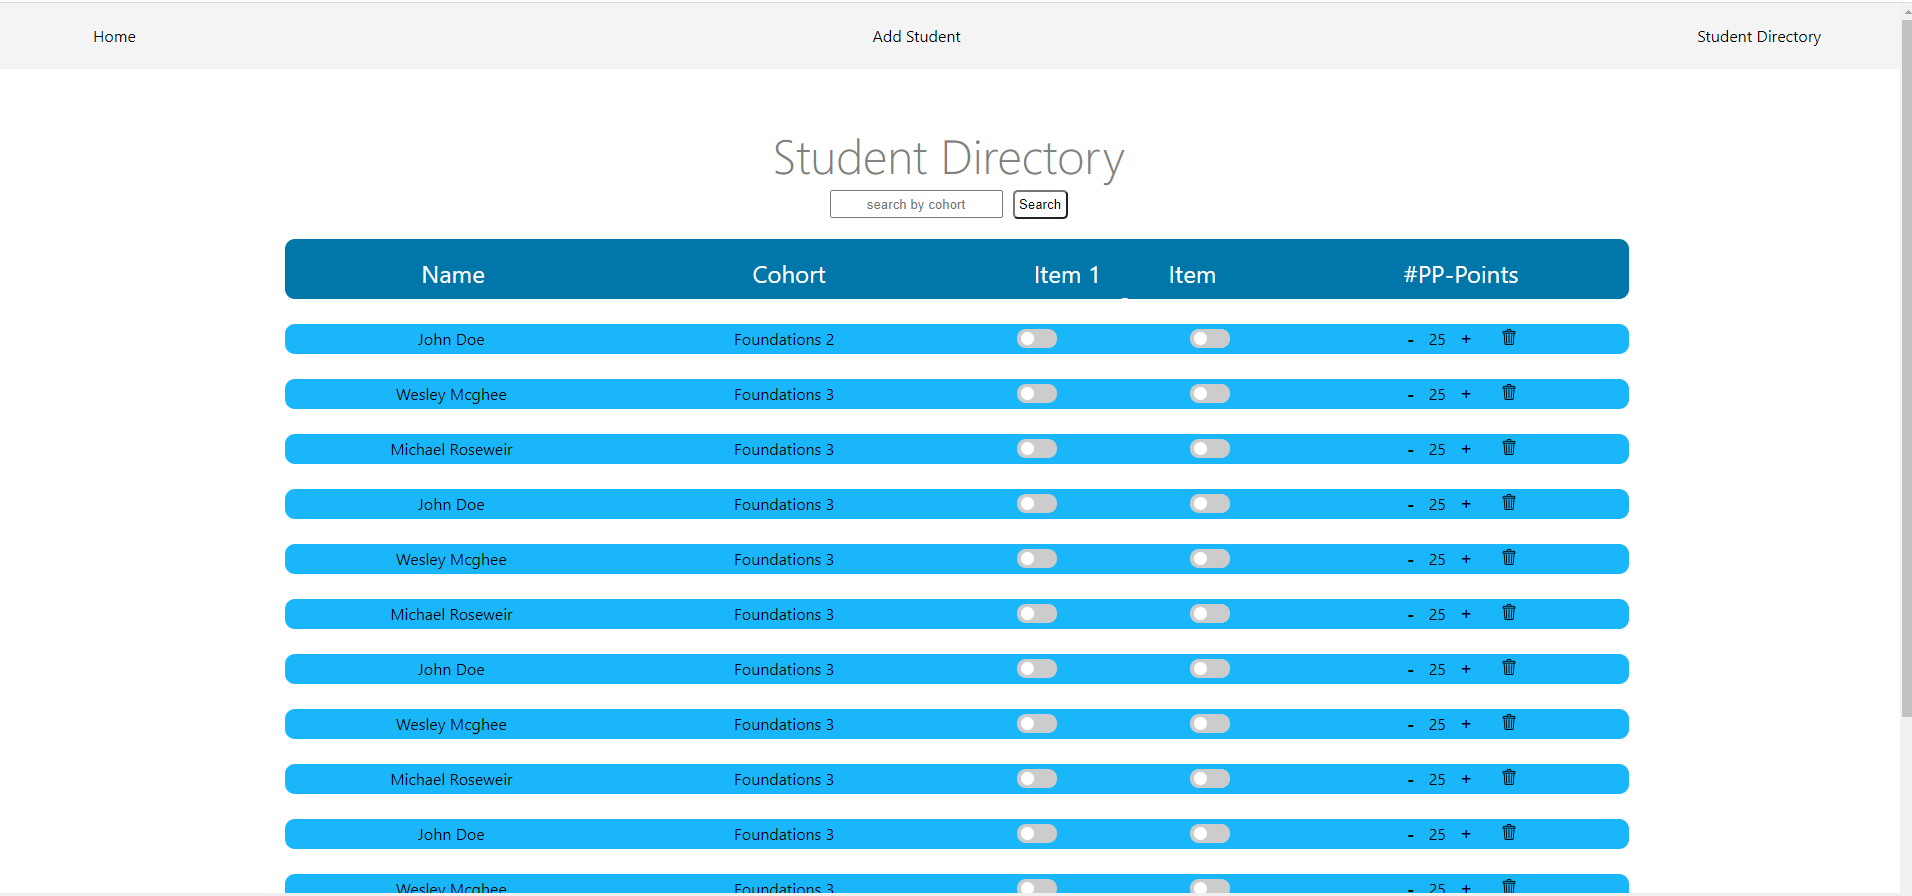 Home Add Student Student Directory
Student Directory
search by cohort Search
Name Cohort Item 1 Item #PP-Points
John Doe Foundations 2 - 25 +
Wesley Mcghee Foundations 3 - 25 +
Michael Roseweir Foundations 3 - 25 +
John Doe Foundations 3 - 25 +
Wesley Mcghee Foundations 3 - 25 +
Michael Roseweir Foundations 3 - 25 +
John Doe Foundations 3 - 25 +
Wesley Mcghee Foundations 3 - 25 +
Michael Roseweir Foundations 3 - 25 +
John Doe Foundations 3 - 25 +
Wesley Mcghee Foundations 3 - 25 +